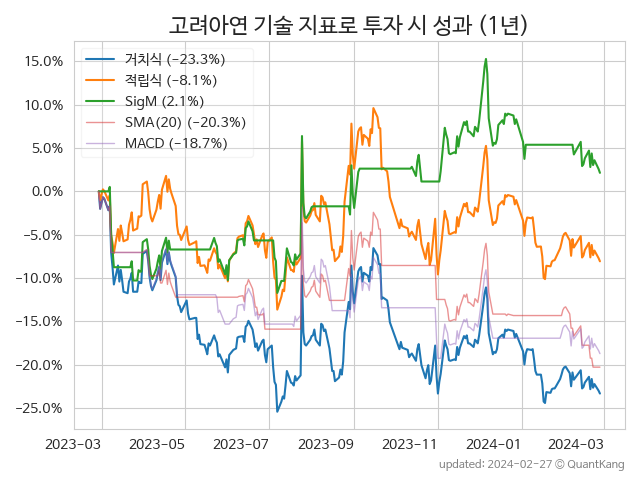 고려아연 기술 지표로 투자 시 성과 (1년)
거치식 (−23.3%)
적립식 (−8.1%)
SigM (2.1%)
SMA(20) (−20.3%)
MACD (−18.7%)
15.0%
10.0%
5.0%
0.0%
−5.0%
−10.0%
−15.0%
−20.0%
−25.0%
2023−03 2023−05 2023−07 2023−09 2023−11 2024−01 2024−03
updated: 2024−02−27 © QuantKang